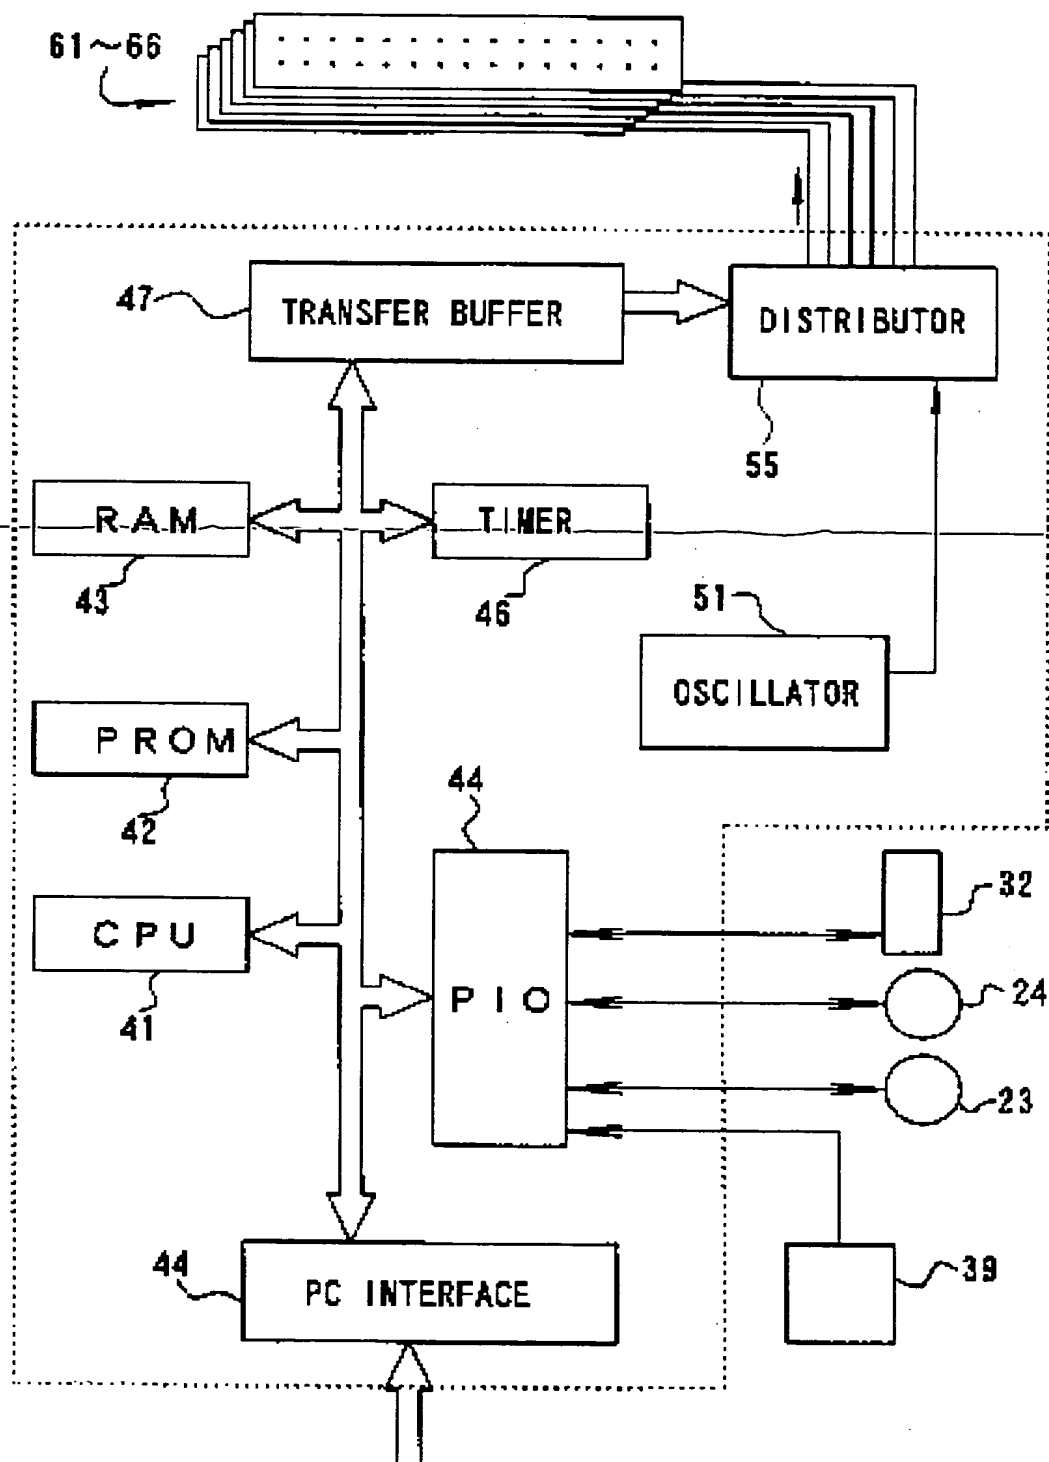 61~66
47
TRANSFER BUFFER
DISTRIBUTOR
55
RAM
TIMER
43
46
51
OSCILLATOR
PROM
42
44
32
CPU
PIO
24
41
23
44
PC INTERFACE
39